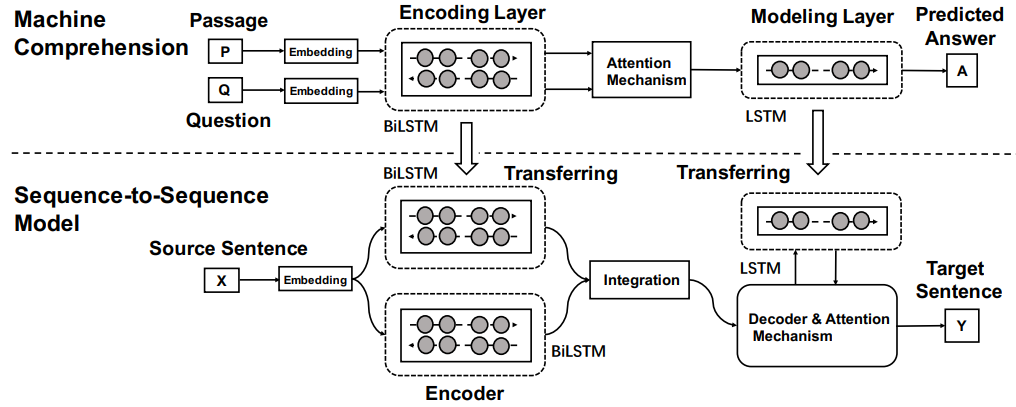 Machine
Comprehension
Passage
P
Embedding
Q
Embedding
Question
Encoding Layer
BiLSTM
Attention
Mechanism
Modeling Layer
LSTM
Predicted
Answer
A
Sequence-to-Sequence
Model
Source Sentence
X
Embedding
BiLSTM
Transferring
BiLSTM
Encoder
Integration
Transferring
LSTM
Decoder & Attention
Mechanism
Target
Sentence
Y